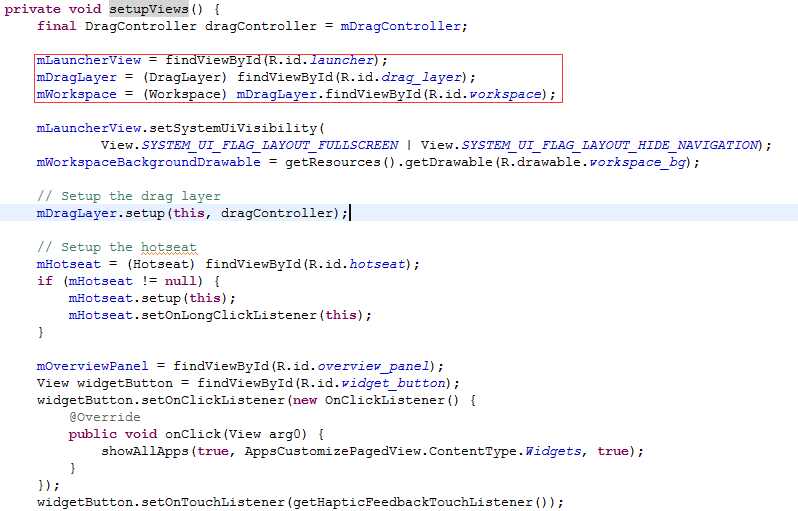 private void setupViews() {
    final DragController dragController = mDragController;

    mLauncherView = findViewById(R.id.launcher);
    mDragLayer = (DragLayer) findViewById(R.id.drag_layer);
    mWorkspace = (Workspace) mDragLayer.findViewById(R.id.workspace);

    mLauncherView.setSystemUiVisibility(
            View.SYSTEM_UI_FLAG_LAYOUT_FULLSCREEN | View.SYSTEM_UI_FLAG_LAYOUT_HIDE_NAVIGATION);
    mWorkspaceBackgroundDrawable = getResources().getDrawable(R.drawable.workspace_bg);

    // Setup the drag layer
    mDragLayer.setup(this, dragController);

    // Setup the hotseat
    mHotseat = (Hotseat) findViewById(R.id.hotseat);
    if (mHotseat != null) {
        mHotseat.setup(this);
        mHotseat.setOnLongClickListener(this);
    }

    mOverviewPanel = findViewById(R.id.overview_panel);
    View widgetButton = findViewById(R.id.widget_button);
    widgetButton.setOnClickListener(new OnClickListener() {
        @Override
        public void onClick(View arg0) {
            showAllApps(true, AppsCustomizePagedView.ContentType.Widgets, true);
        }
    });
    widgetButton.setOnTouchListener(getHapticFeedbackTouchListener());